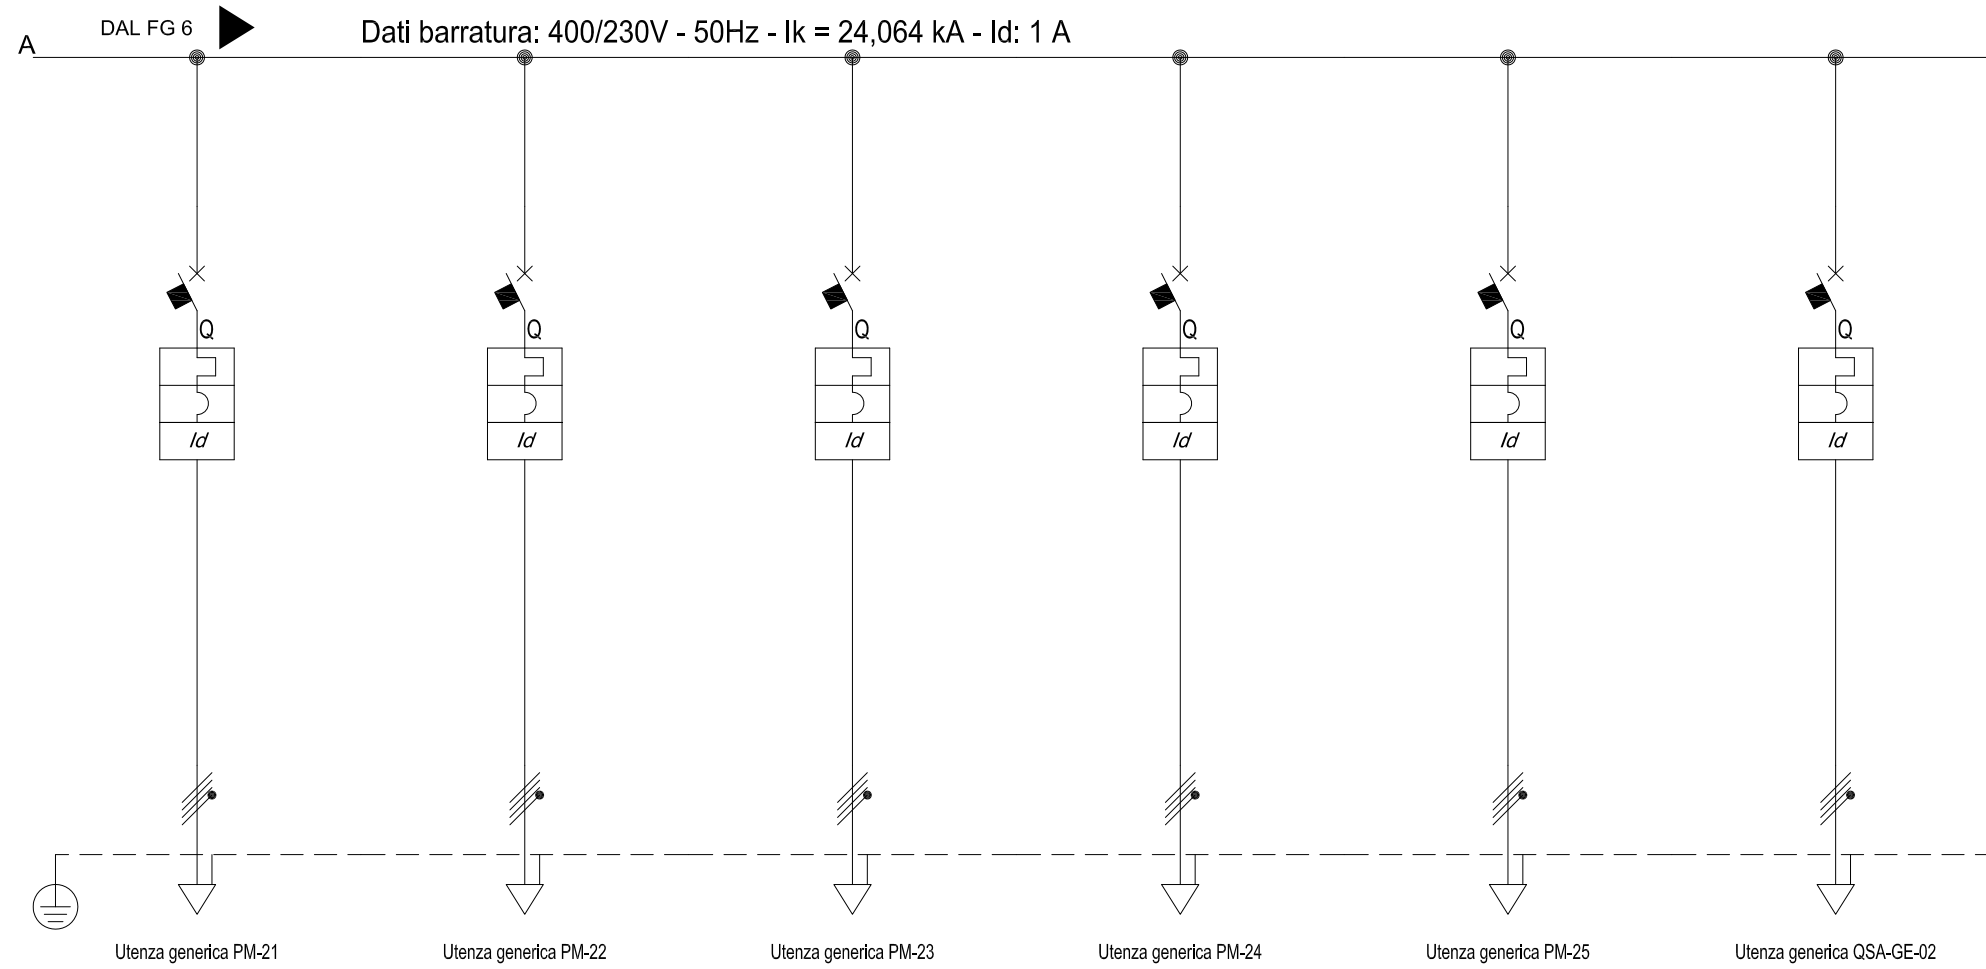 DAL FG 6
Dati barratura: 400/230V - 50Hz - Ik = 24,064 kA - Id: 1 A
A
Q Q Q Q Q Q
Id Id Id Id Id Id
Utenza generica PM-21
Utenza generica PM-22
Utenza generica PM-23
Utenza generica PM-24
Utenza generica PM-25
Utenza generica QSA-GE-02